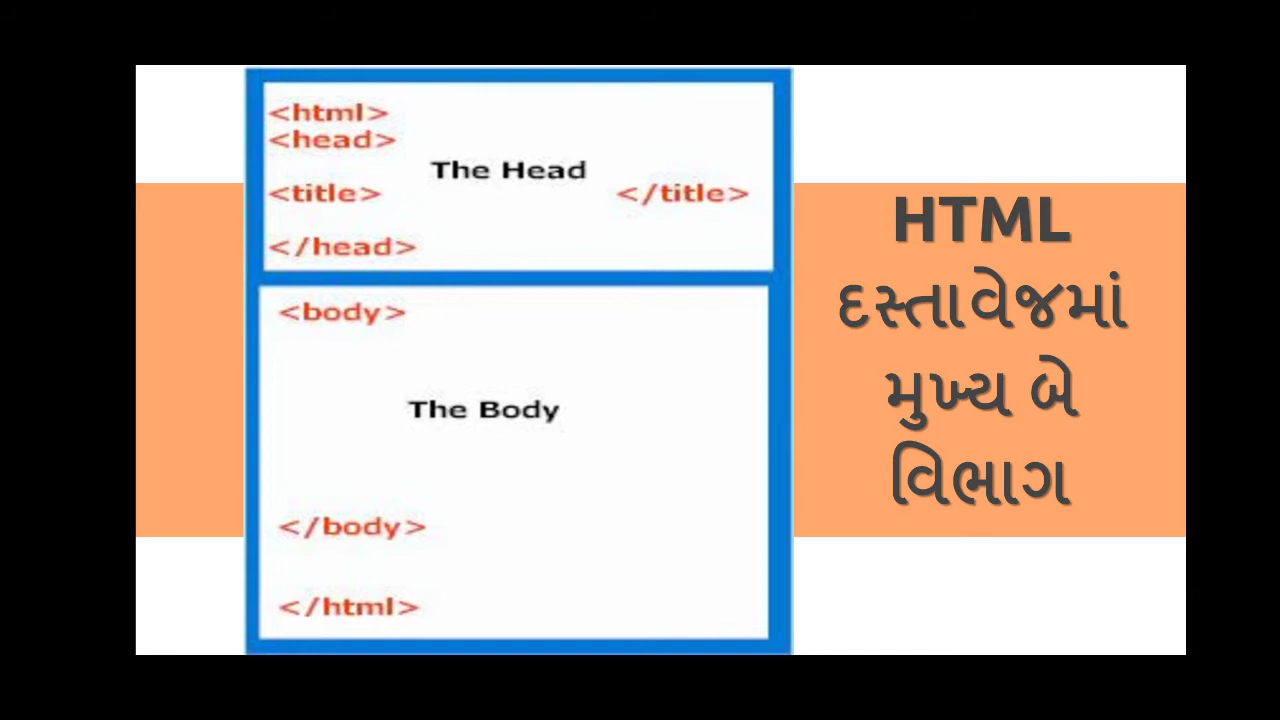 <html>
<head>
The Head
<title> </title>
</head>
<body>
The Body
</body>
</html>
HTML
દસ્તાવેજમાં
મુખ્ય બે
વિભાગ